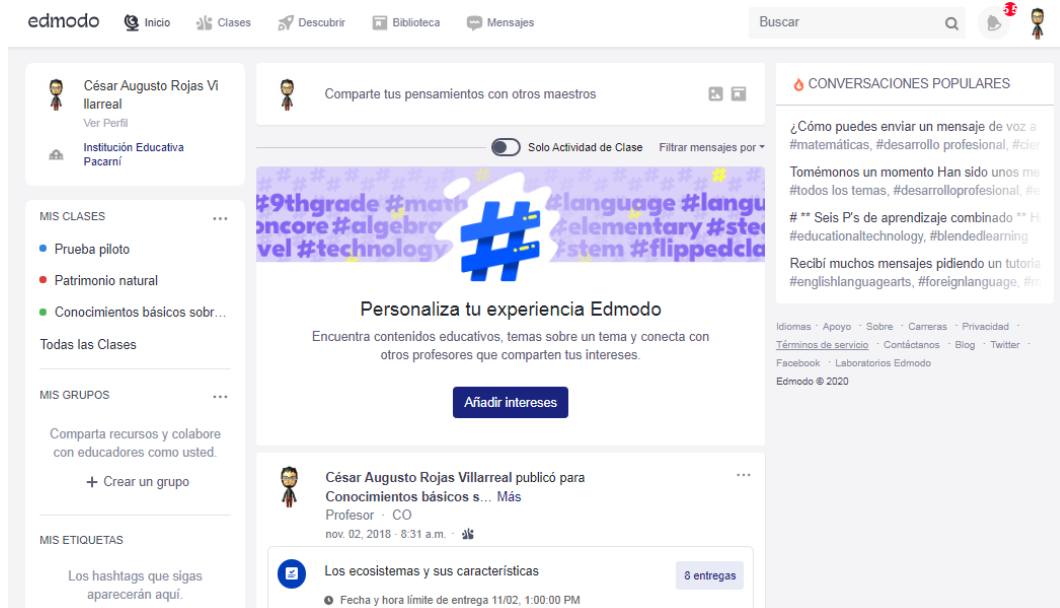 edmodo
Inicio
Clases
Descubrir
Biblioteca
Mensajes
Buscar
César Augusto Rojas Vi
llarreal
Ver Perfil
Institución Educativa
Pacarní
MIS CLASES
Prueba piloto
Patrimonio natural
Conocimientos básicos sobr...
Todas las Clases
MIS GRUPOS
Comparta recursos y colabore
con educadores como usted.
+ Crear un grupo
MIS ETIQUETAS
Los hashtags que sigas
aparecerán aquí.
Comparte tus pensamientos con otros maestros
Solo Actividad de Clase
Filtrar mensajes por
#9thgrade #math #language #langu
oncore #algebra #elementary #stee
vel #technology #stem #flippedcla
#
Personaliza tu experiencia Edmodo
Encuentra contenidos educativos, temas sobre un tema y conecta con
otros profesores que comparten tus intereses.
Añadir intereses
César Augusto Rojas Villarreal publicó para
Conocimientos básicos s... Más
Profesor · CO
nov. 02, 2018 · 8:31 a.m. ·
Los ecosistemas y sus características
8 entregas
Fecha y hora límite de entrega 11/02, 1:00:00 PM
CONVERSACIONES POPULARES
¿Cómo puedes enviar un mensaje de voz a
#matemáticas, #desarrollo profesional, #cien
Tomémonos un momento Han sido unos me
#todos los temas, #desarrolloprofesional, #e
# ** Seis P's de aprendizaje combinado ** H
#educationaltechnology, #blendedlearning
Recibí muchos mensajes pidiendo un tutoria
#englishlanguagearts, #foreignlanguage, #m
Idiomas · Apoyo · Sobre · Carreras · Privacidad ·
Términos de servicio · Contáctanos · Blog · Twitter ·
Facebook · Laboratorios Edmodo
Edmodo © 2020